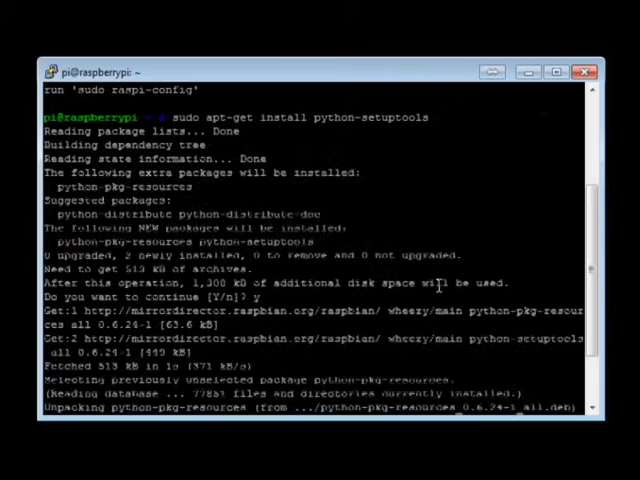 pi@raspberrypi: ~
run 'sudo raspi-config'
pi@raspberrypi ~ $ sudo apt-get install python-setuptools
Reading package lists... Done
Building dependency tree
Reading state information... Done
The following extra packages will be installed:
python-pkg-resources
Suggested packages:
python-distribute python-distribute-doc
The following NEW packages will be installed:
python-pkg-resources python-setuptools
0 upgraded, 2 newly installed, 0 to remove and 0 not upgraded.
Need to get 513 kB of archives.
After this operation, 1,308 kB of additional disk space will be used.
Do you want to continue [Y/n]? y
Get:1 http://mirrordirector.raspbian.org/raspbian/ wheezy/main python-pkg-resour
ces all 0.6.24-1 [63.6 kB]
Get:2 http://mirrordirector.raspbian.org/raspbian/ wheezy/main python-setuptools
all 0.6.24-1 [449 kB]
Fetched 513 kB in 1s (371 kB/s)
Selecting previously unselected package python-pkg-resources.
(Reading database ... 77851 files and directories currently installed.)
Unpacking python-pkg-resources (from .../python-pkg-resources_0.6.24-1_all.deb)